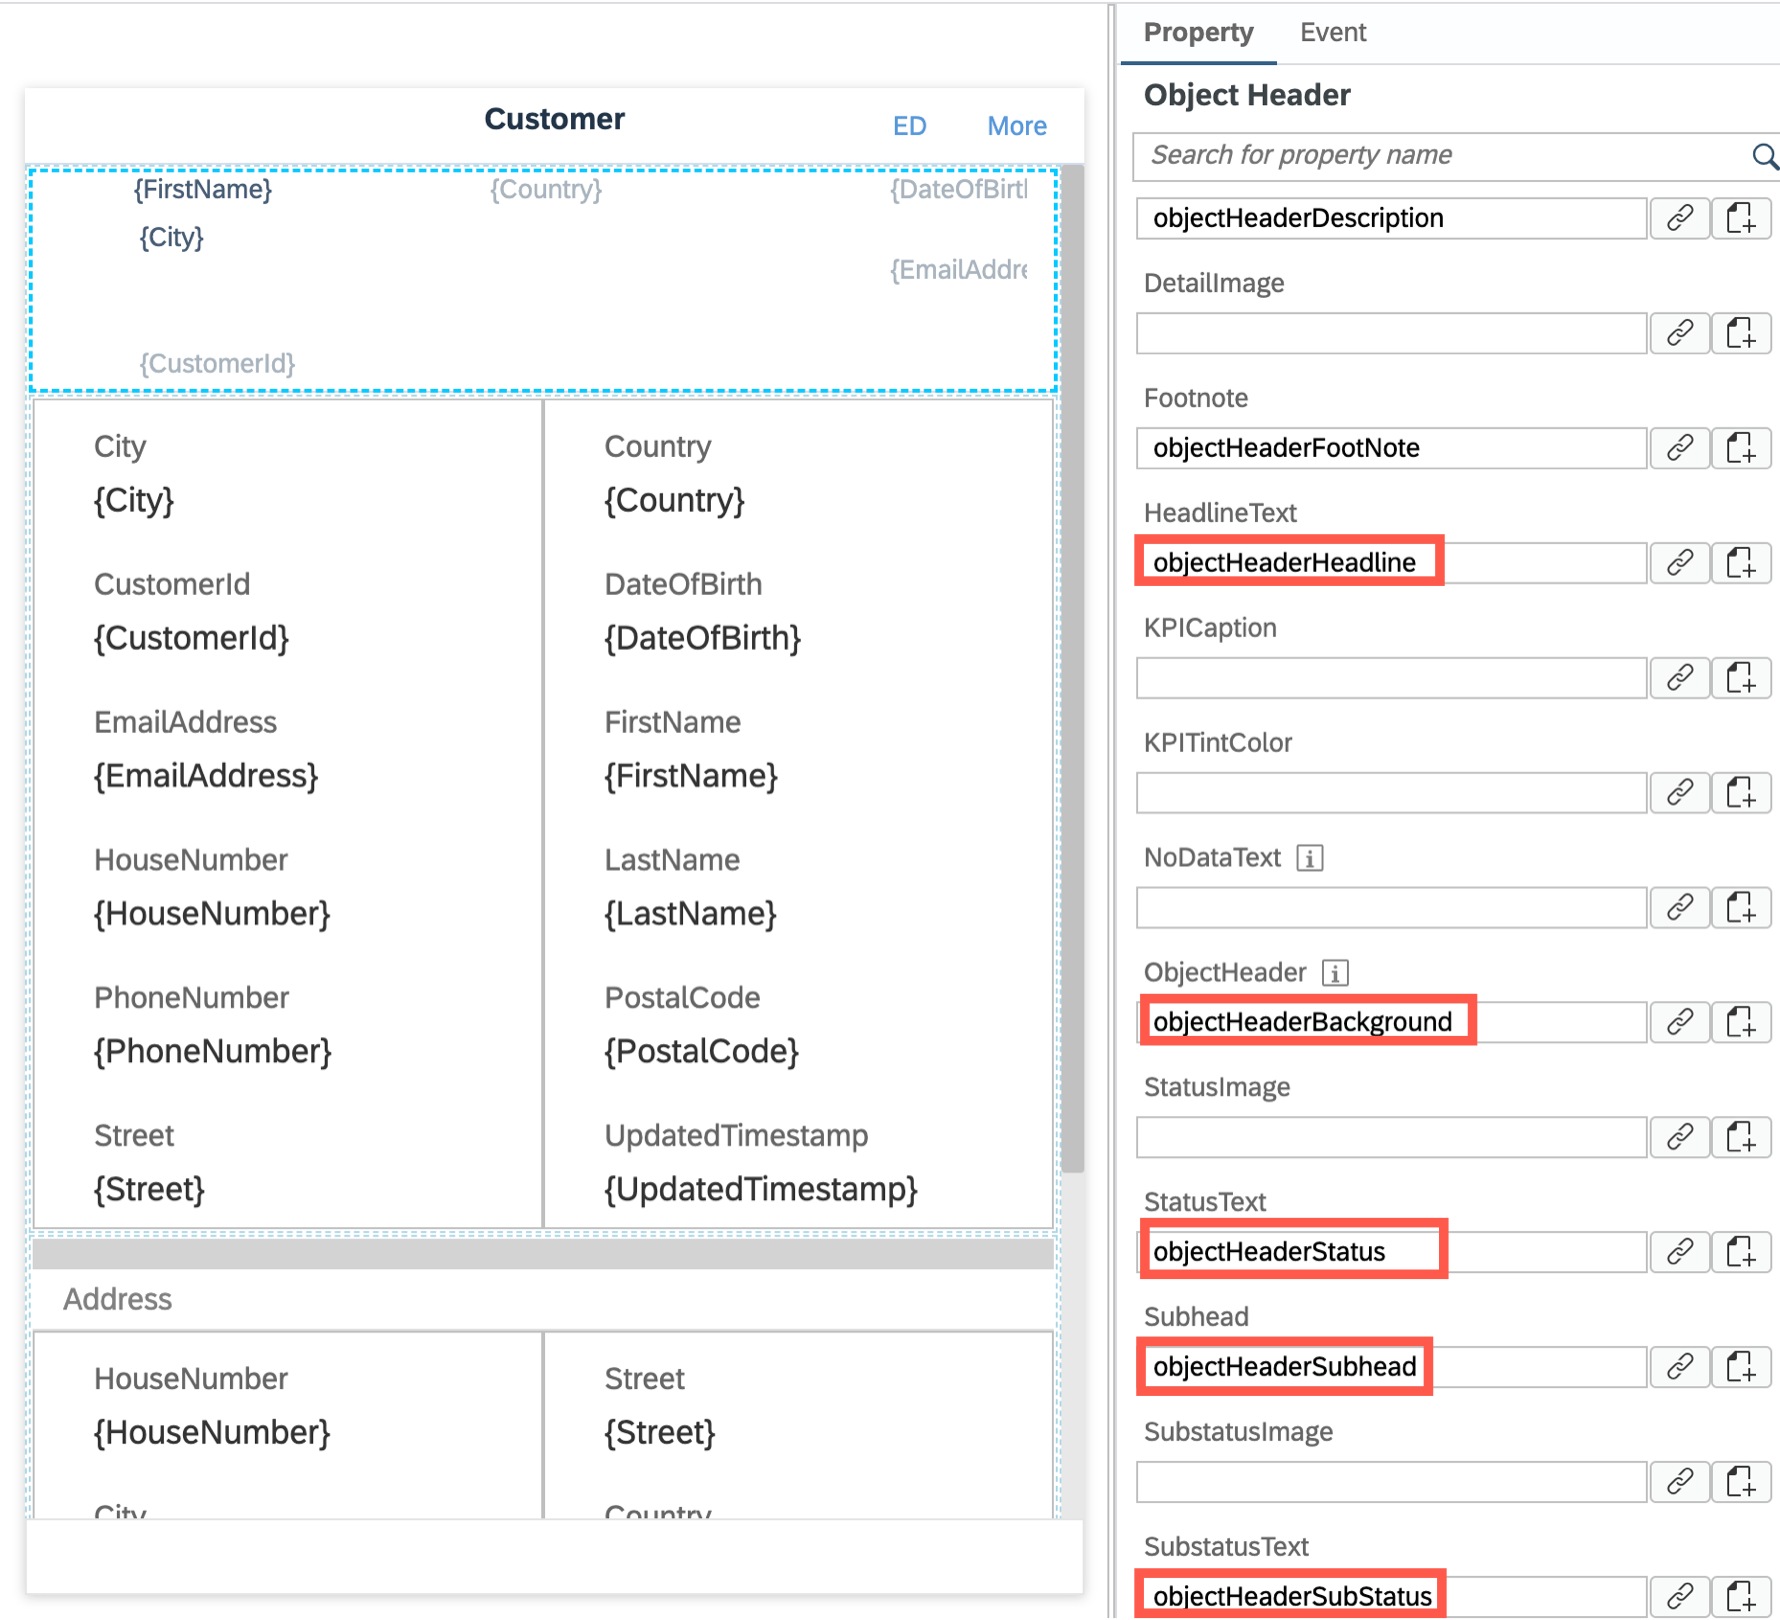 Customer
ED
More
{FirstName}
{Country}
{DateOfBirtl
{City}
{EmailAddre
{CustomerId}
City
Country
{City}
{Country}
CustomerId
DateOfBirth
{CustomerId}
{DateOfBirth}
EmailAddress
FirstName
{EmailAddress}
{FirstName}
HouseNumber
LastName
{HouseNumber}
{LastName}
PhoneNumber
PostalCode
{PhoneNumber}
{PostalCode}
Street
UpdatedTimestamp
{Street}
{UpdatedTimestamp}
Address
HouseNumber
Street
{HouseNumber}
{Street}
City
Country
Property
Event
Object Header
Search for property name
objectHeaderDescription
DetailImage
Footnote
objectHeaderFootNote
HeadlineText
objectHeaderHeadline
KPICaption
KPITintColor
NoDataText
ObjectHeader
objectHeaderBackground
StatusImage
StatusText
objectHeaderStatus
Subhead
objectHeaderSubhead
SubstatusImage
SubstatusText
objectHeaderSubStatus